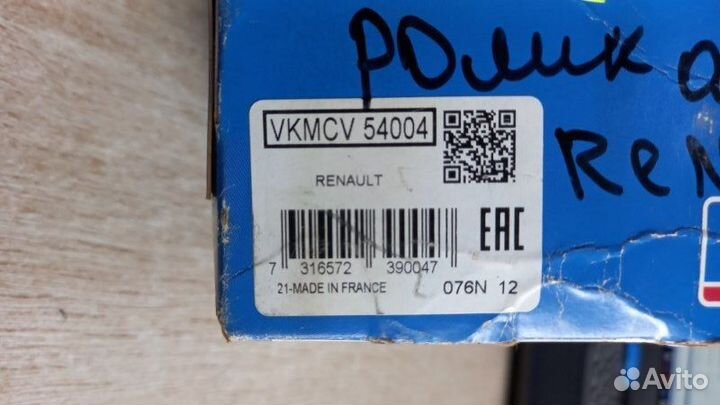 Ролик
ReN
VKMCV 54004
RENAULT
7 316572 390047
EAC
21-MADE IN FRANCE
076N 12
Avito